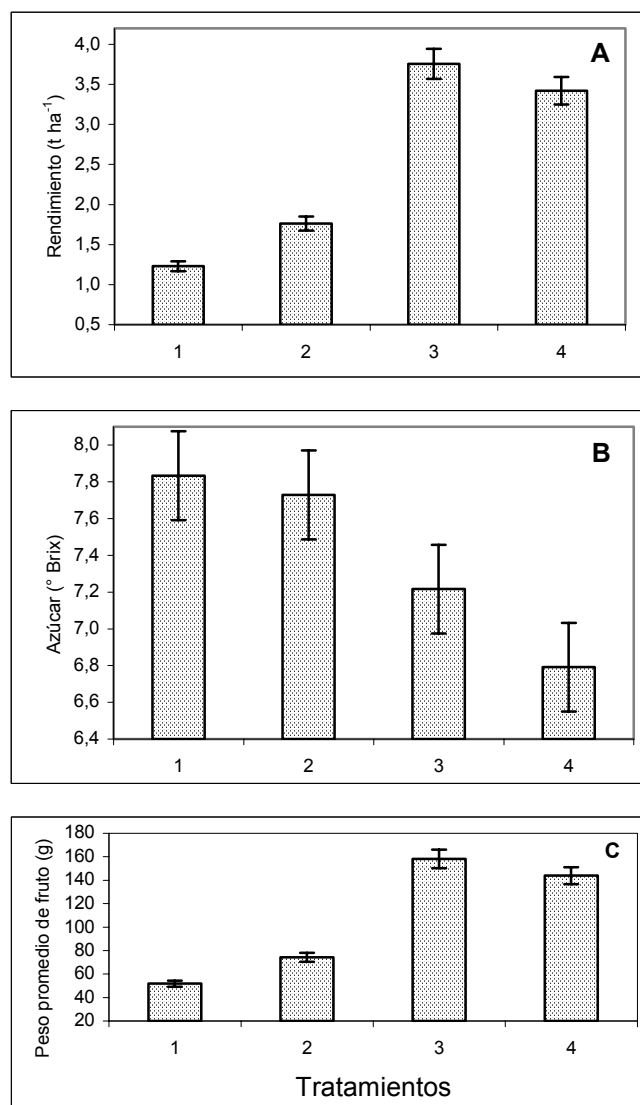 A
Rendimiento (t ha⁻¹)
4,0
3,5
3,0
2,5
2,0
1,5
1,0
0,5
1 2 3 4
B
Azúcar (° Brix)
8,0
7,8
7,6
7,4
7,2
7,0
6,8
6,6
6,4
1 2 3 4
C
Peso promedio de fruto (g)
180
160
140
120
100
80
60
40
20
1 2 3 4
Tratamientos